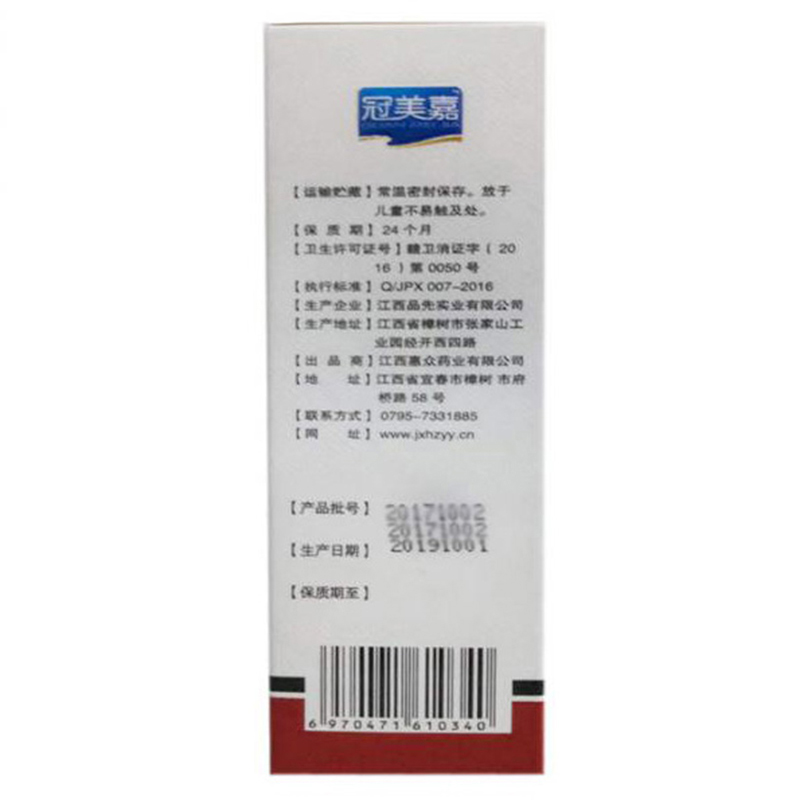 冠美嘉
【运输贮藏】常温密封保存。放于
儿童不易触及处。
【保 质 期】24个月
【卫生许可证号】赣卫消证字(20
16)第0050号
【执行标准】Q/JPX 007-2016
【生产企业】江西品先实业有限公司
【生产地址】江西省樟树市张家山工
业园经开西四路
【出 品 商】江西惠众药业有限公司
【地 址】江西省宜春市樟树 市府
桥路58号
【联系方式】0795-7331885
【网 址】www.jxhzyy.cn
【产品批号】20171002
20171002
【生产日期】20191001
【保质期至】
6 970471 610340